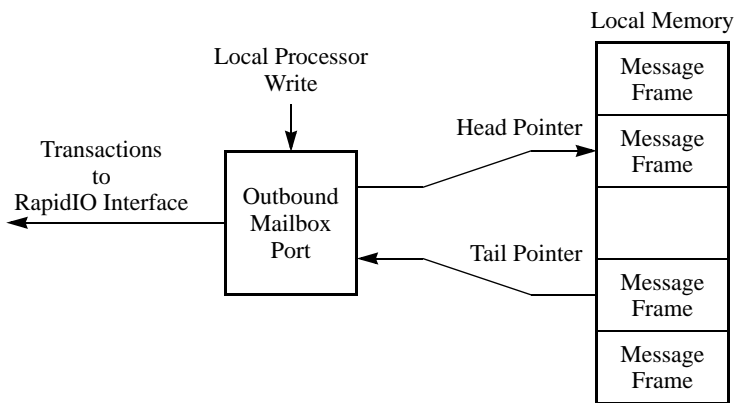 Local Memory
Local Processor
Write
Message
Frame
Head Pointer
Message
Frame
Transactions
to
RapidIO Interface
Outbound
Mailbox
Port
Tail Pointer
Message
Frame
Message
Frame